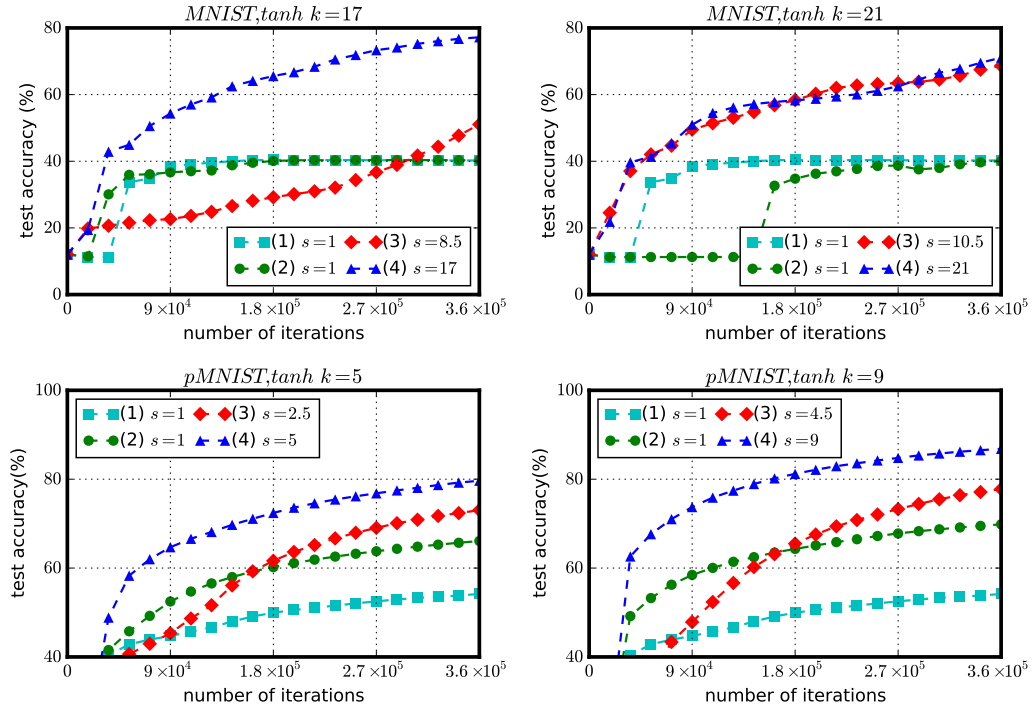 MNIST,tanh k=17
80
60
40
20
0
test accuracy (%)
(1) s=1 (3) s=8.5
(2) s=1 (4) s=17
0 9×10^4 1.8×10^5 2.7×10^5 3.6×10^5
number of iterations
MNIST,tanh k=21
80
60
40
20
0
test accuracy (%)
(1) s=1 (3) s=10.5
(2) s=1 (4) s=21
0 9×10^4 1.8×10^5 2.7×10^5 3.6×10^5
number of iterations
pMNIST,tanh k=5
100
80
60
40
test accuracy(%)
(1) s=1 (3) s=2.5
(2) s=1 (4) s=5
0 9×10^4 1.8×10^5 2.7×10^5 3.6×10^5
number of iterations
pMNIST,tanh k=9
100
80
60
40
test accuracy(%)
(1) s=1 (3) s=4.5
(2) s=1 (4) s=9
0 9×10^4 1.8×10^5 2.7×10^5 3.6×10^5
number of iterations